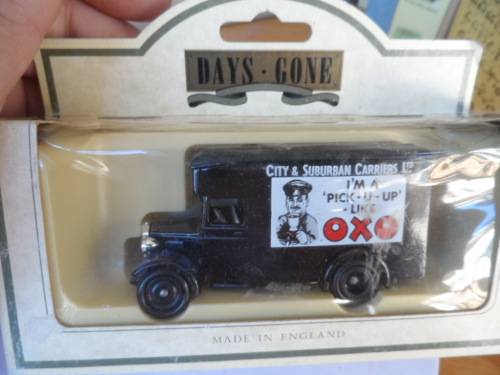 DAYS · GONE
CITY & SUBURBAN CARRIERS LTD
I'M A
'PICK-U-UP'
- LIKE
OXO
MADE IN ENGLAND